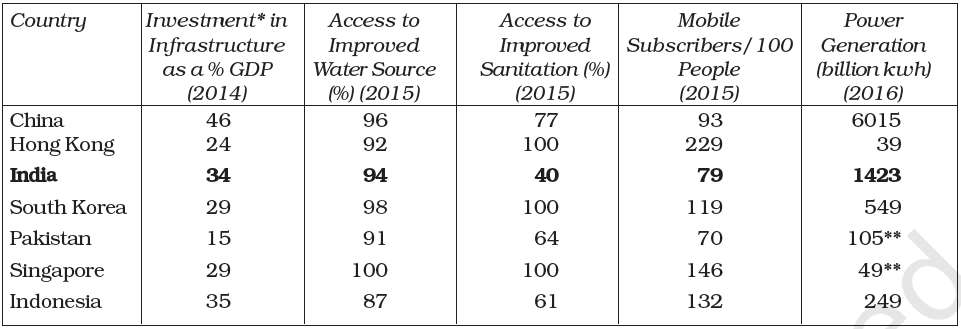 Country Investment* in Access to Access to Mobile Power
Infrastructure Improved Improved Subscribers/100 Generation
as a % GDP Water Source Sanitation (%) People (billion kwh)
(2014) (%) (2015) (2015) (2015) (2016)
China 46 96 77 93 6015
Hong Kong 24 92 100 229 39
India 34 94 40 79 1423
South Korea 29 98 100 119 549
Pakistan 15 91 64 70 105**
Singapore 29 100 100 146 49**
Indonesia 35 87 61 132 249